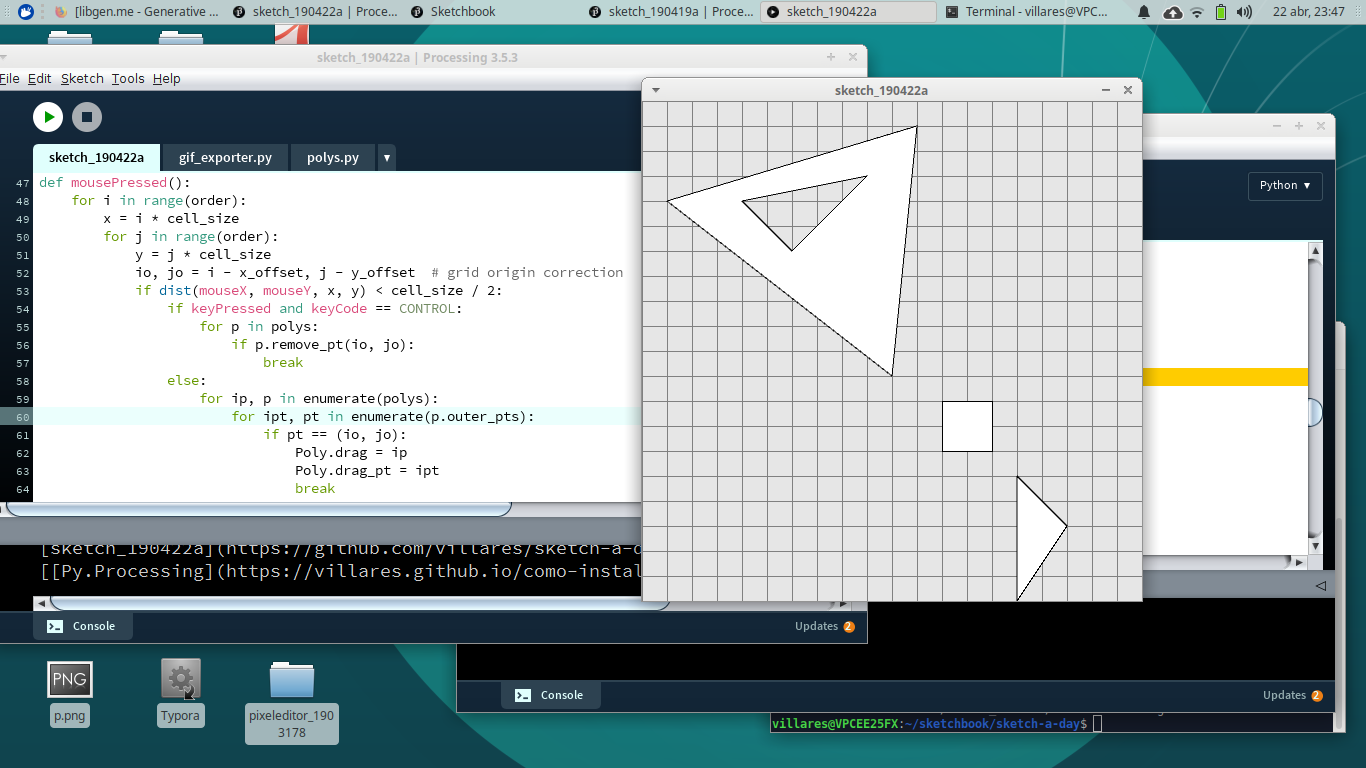 [libgen.me - Generative ...
sketch_190422a | Proce...
Sketchbook
sketch_190419a | Proce...
sketch_190422a
Terminal - villares@VPC...
22 abr, 23:47
sketch_190422a | Processing 3.5.3
File Edit Sketch Tools Help
sketch_190422a
gif_exporter.py
polys.py
47 def mousePressed():
48 for i in range(order):
49 x = i * cell_size
50 for j in range(order):
51 y = j * cell_size
52 io, jo = i - x_offset, j - y_offset # grid origin correction
53 if dist(mouseX, mouseY, x, y) < cell_size / 2:
54 if keyPressed and keyCode == CONTROL:
55 for p in polys:
56 if p.remove_pt(io, jo):
57 break
58 else:
59 for ip, p in enumerate(polys):
60 for ipt, pt in enumerate(p.outer_pts):
61 if pt == (io, jo):
62 Poly.drag = ip
63 Poly.drag_pt = ipt
64 break
[sketch_190422a](https://github.com/villares/sketch-a-d
[[Py.Processing](https://villares.github.io/como-instal
Console
Updates 2
sketch_190422a
Python
Console
Updates 2
villares@VPCEE25FX:~/sketchbook/sketch-a-day$
PNG
p.png
Typora
pixeleditor_190
3178